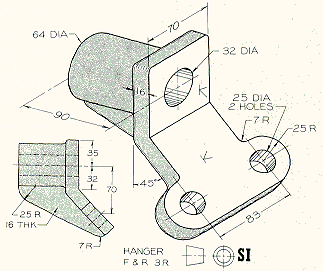 70
64 DIA
32 DIA
16
K
90
25 DIA
2 HOLES
7 R
25 R
K
35
32
70
45°
83
25 R
16 THK
7 R
HANGER
F & R 3 R
SI